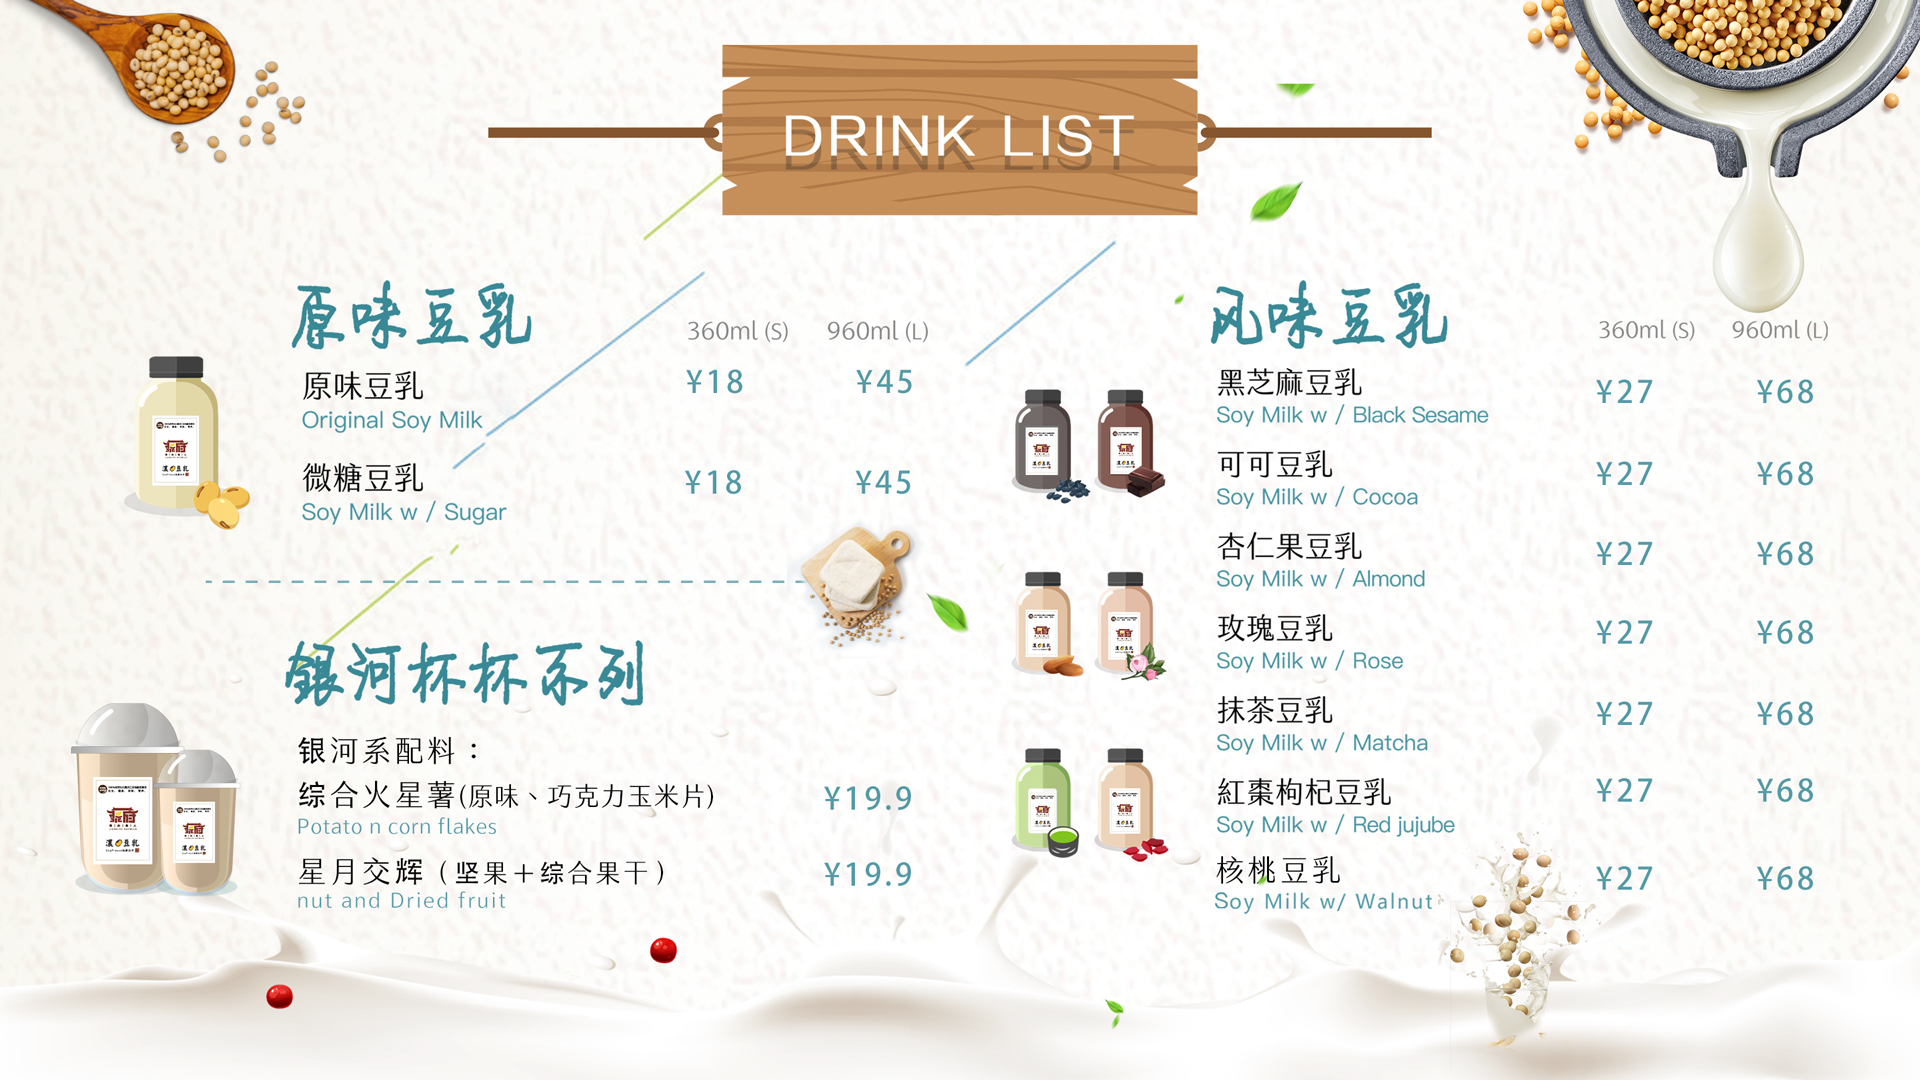 DRINK LIST
原味豆乳
360ml (S) 960ml (L)
原味豆乳 ¥18 ¥45
Original Soy Milk
微糖豆乳 ¥18 ¥45
Soy Milk w / Sugar
银河杯杯系列
银河系配料：
综合火星薯(原味、巧克力玉米片) ¥19.9
Potato n corn flakes
星月交辉（坚果＋综合果干） ¥19.9
nut and Dried fruit
风味豆乳
360ml (S) 960ml (L)
黑芝麻豆乳 ¥27 ¥68
Soy Milk w / Black Sesame
可可豆乳 ¥27 ¥68
Soy Milk w / Cocoa
杏仁果豆乳 ¥27 ¥68
Soy Milk w / Almond
玫瑰豆乳 ¥27 ¥68
Soy Milk w / Rose
抹茶豆乳 ¥27 ¥68
Soy Milk w / Matcha
紅棗枸杞豆乳 ¥27 ¥68
Soy Milk w / Red jujube
核桃豆乳 ¥27 ¥68
Soy Milk w/ Walnut